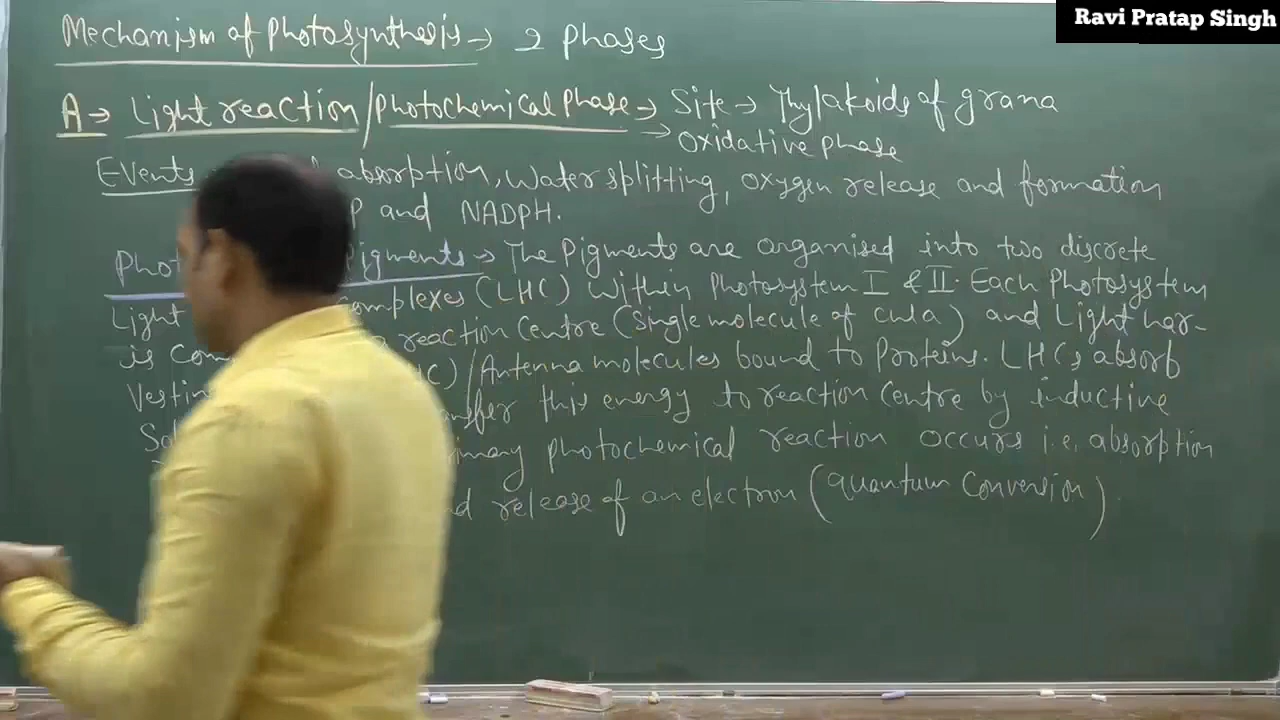 Ravi Pratap Singh
Mechanism of Photosynthesis → 2 phases
A → Light reaction/Photochemical Phase → Site → Thylakoids of grana
→ Oxidative phase
Events absorption, Water splitting, oxygen release and formation
P and NADPH.
Phot igments → The Pigments are organised into two discrete
Light omplexes (LHC) Within Photosystem I & II. Each Photosystem
is com reaction Centre (Single molecule of chla) and Light har-
Vestin HC) / Antenna molecules bound to Proteins. LHCs absorb
Sol nsfer this energy to reaction Centre by inductive
imary photochemical reaction occurs i.e. absorption
nd release of an electron (quantum Conversion).